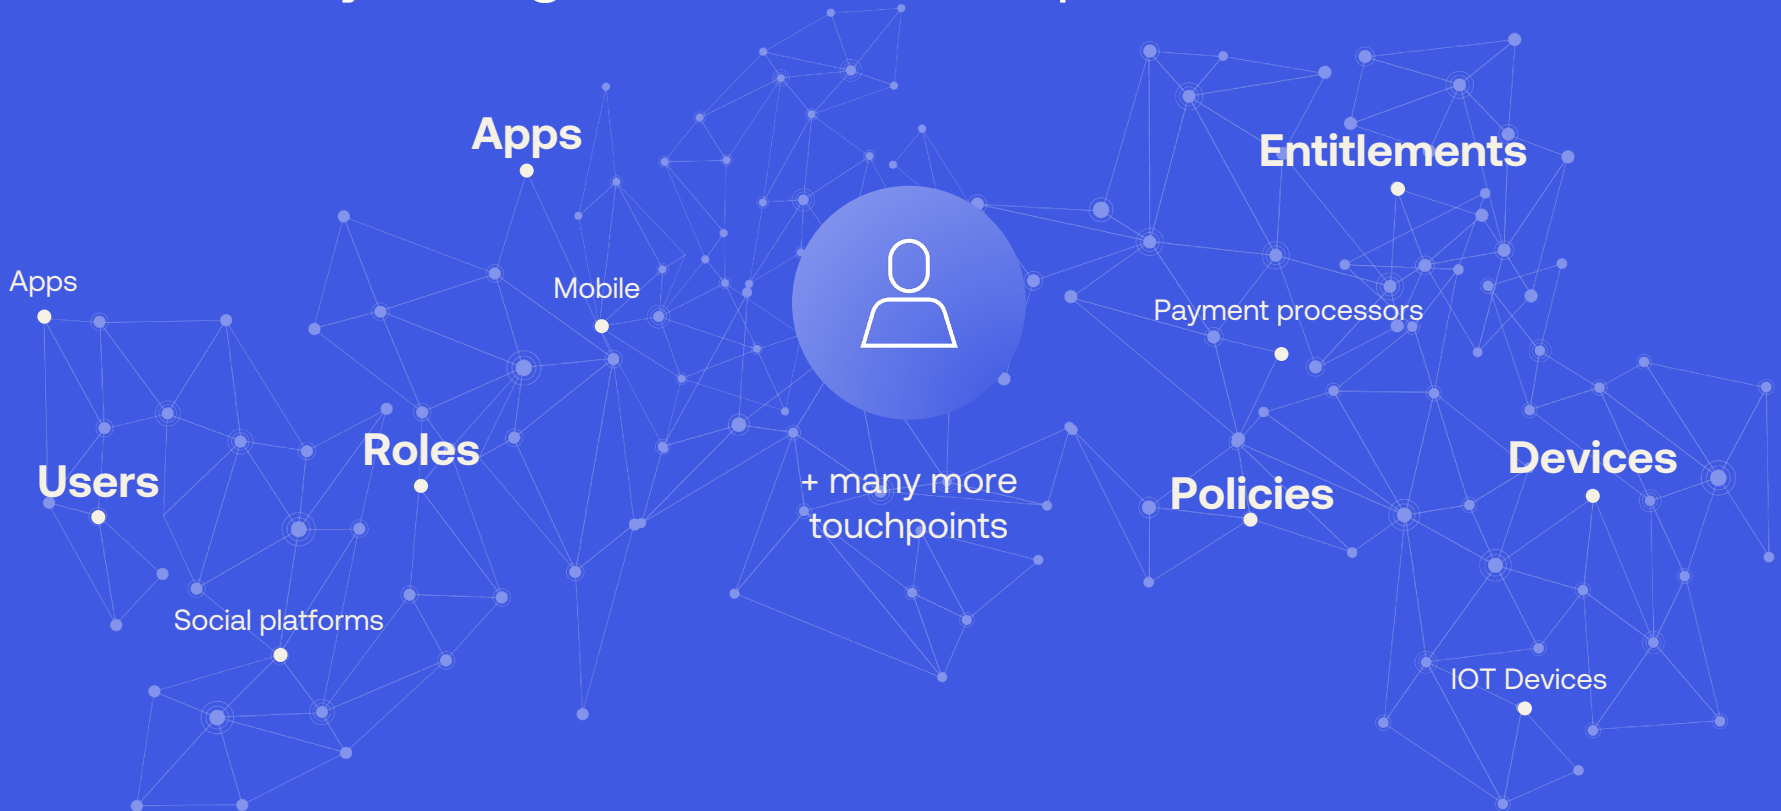 Apps
Entitlements
Apps
Mobile
Payment processors
Roles
Users
Devices
Policies
+ many more
touchpoints
Social platforms
IOT Devices